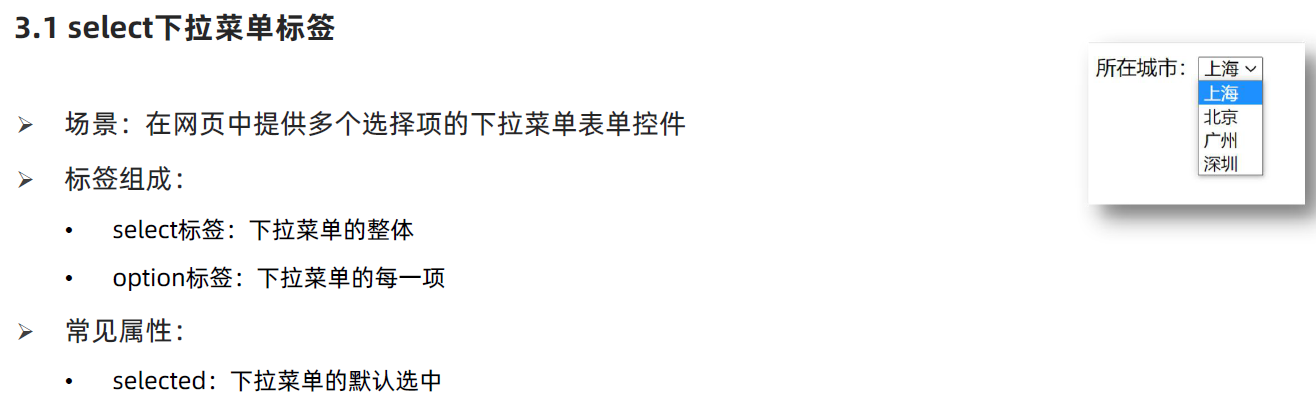 3.1 select下拉菜单标签
所在城市：上海
上海
北京
广州
深圳
➢ 场景：在网页中提供多个选择项的下拉菜单表单控件
➢ 标签组成：
• select标签：下拉菜单的整体
• option标签：下拉菜单的每一项
➢ 常见属性：
• selected：下拉菜单的默认选中